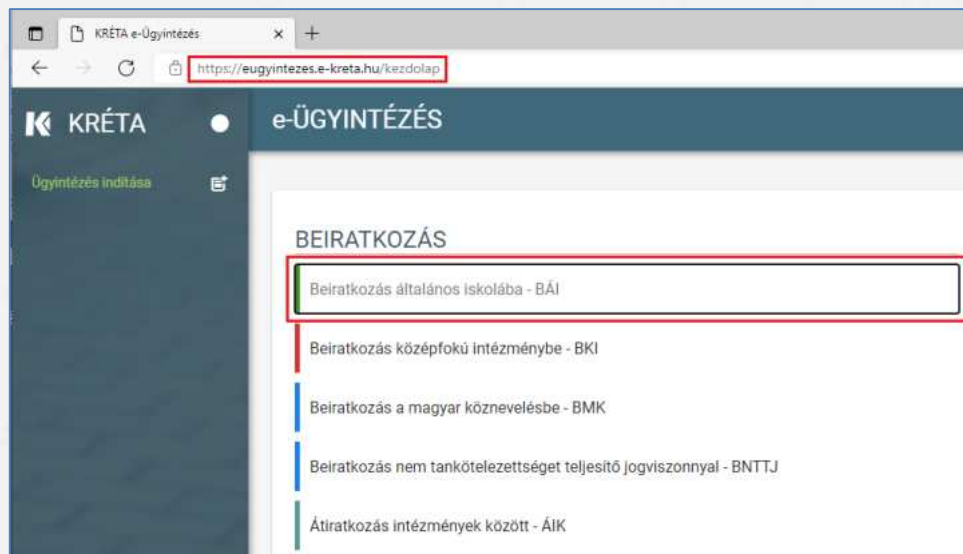 KRÉTA e-Ügyintézés
https://eugyintezes.e-kreta.hu/kezdolap
KRÉTA
e-ÜGYINTÉZÉS
Ügyintézés indítása
BEIRATKOZÁS
Beiratkozás általános iskolába - BÁI
Beiratkozás középfokú intézménybe - BKI
Beiratkozás a magyar köznevelésbe - BMK
Beiratkozás nem tankötelezettséget teljesítő jogviszonnyal - BNTTJ
Átiratkozás intézmények között - ÁIK